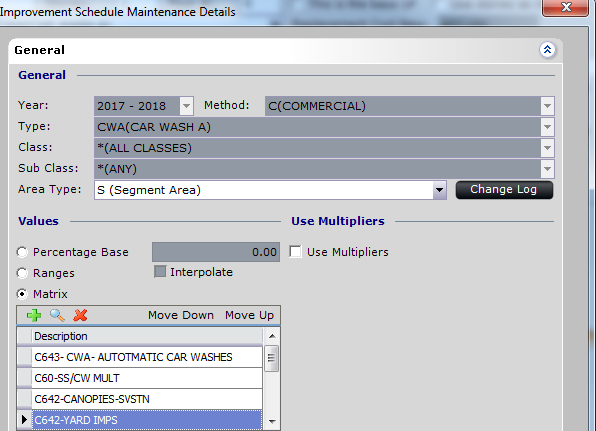 Improvement Schedule Maintenance Details
General
General
Year: 2017 - 2018 Method: C(COMMERCIAL)
Type: CWA(CAR WASH A)
Class: *(ALL CLASSES)
Sub Class: *(ANY)
Area Type: S (Segment Area) Change Log
Values Use Multipliers
Percentage Base 0.00 Use Multipliers
Ranges Interpolate
Matrix
Move Down Move Up
Description
C643- CWA- AUTOTMATIC CAR WASHES
C60-SS/CW MULT
C642-CANOPIES-SVSTN
C642-YARD IMPS